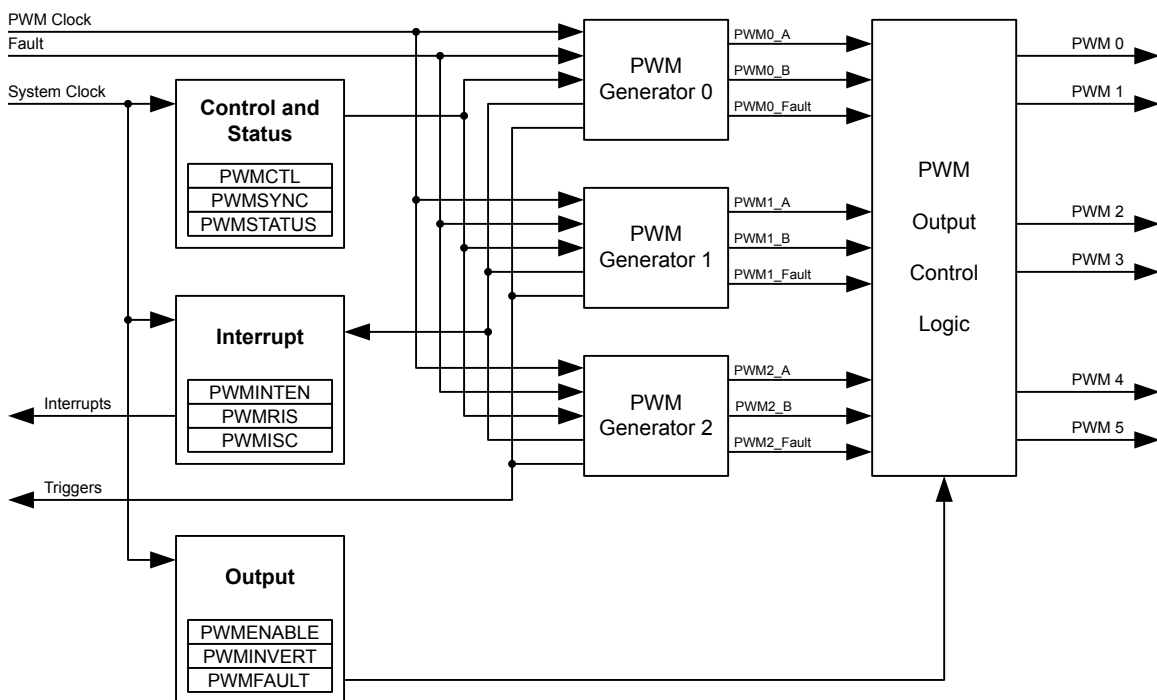 PWM Clock
Fault
System Clock
Control and
Status
PWMCTL
PWMSYNC
PWMSTATUS
Interrupt
PWMINTEN
PWMRIS
PWMISC
Interrupts
Triggers
Output
PWMENABLE
PWMINVERT
PWMFAULT
PWM
Generator 0
PWM0_A
PWM0_B
PWM0_Fault
PWM
Generator 1
PWM1_A
PWM1_B
PWM1_Fault
PWM
Generator 2
PWM2_A
PWM2_B
PWM2_Fault
PWM
Output
Control
Logic
PWM 0
PWM 1
PWM 2
PWM 3
PWM 4
PWM 5